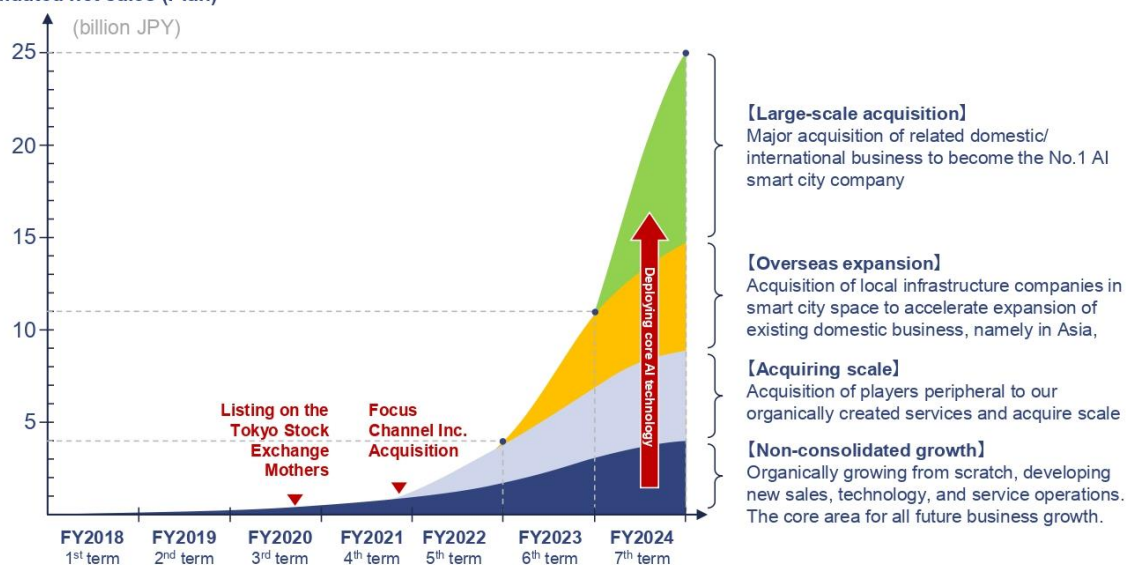 (billion JPY)
25
20
15
10
5
Listing on the
Tokyo Stock
Exchange
Mothers
Focus
Channel Inc.
Acquisition
Deploying core AI technology
【Large-scale acquisition】
Major acquisition of related domestic/
international business to become the No.1 AI
smart city company
【Overseas expansion】
Acquisition of local infrastructure companies in
smart city space to accelerate expansion of
existing domestic business, namely in Asia,
【Acquiring scale】
Acquisition of players peripheral to our
organically created services and acquire scale
【Non-consolidated growth】
Organically growing from scratch, developing
new sales, technology, and service operations.
The core area for all future business growth.
FY2018 FY2019 FY2020 FY2021 FY2022 FY2023 FY2024
1st term 2nd term 3rd term 4th term 5th term 6th term 7th term